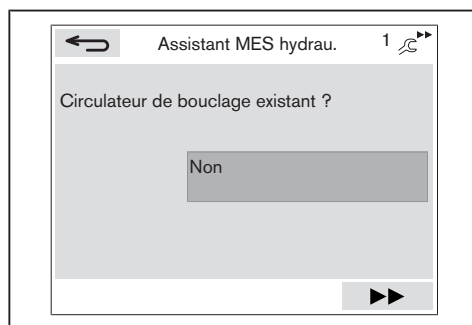 Assistant MES hydrau. 1
Circulateur de bouclage existant ?
Non